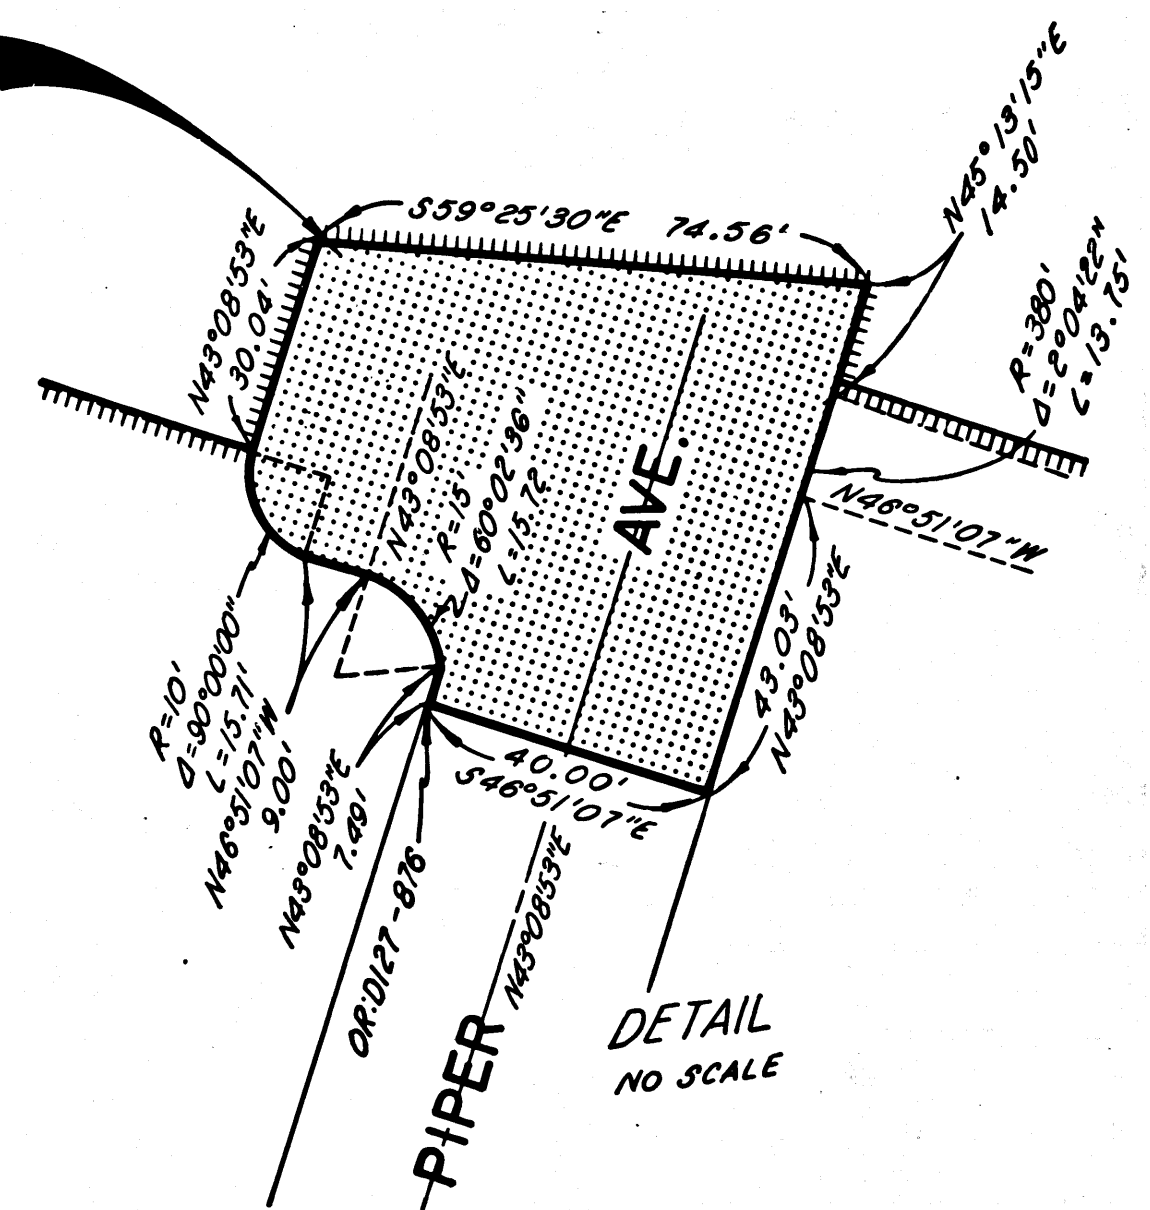 N45°13'15"E
14.50'
S59°25'30"E 74.56'
N43°08'53"E
30.04'
R=380'
Δ=2°04'22"
L=13.75'
N43°08'53"E
R=15'
Δ=60°02'36"
L=15.72
AVE.
N46°51'07"W
43.03'
N43°08'53"E
R=10'
Δ=90°00'00"
L=15.71'
N46°51'07"W
9.00'
N43°08'53"E
7.49'
40.00'
S46°51'07"E
OR:D127-876
N43°08'53"E
PIPER
DETAIL
NO SCALE